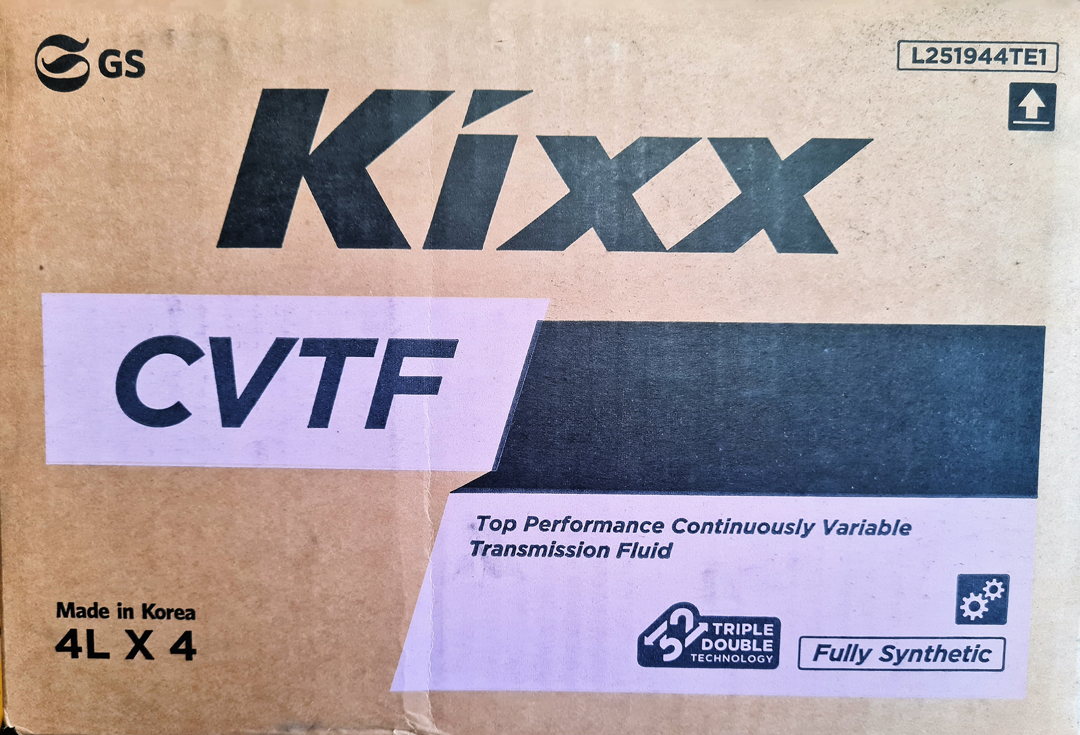 GS
L251944TE1
Kixx
CVTF
Top Performance Continuously Variable
Transmission Fluid
Made in Korea
4L X 4
TRIPLE
DOUBLE
TECHNOLOGY
Fully Synthetic